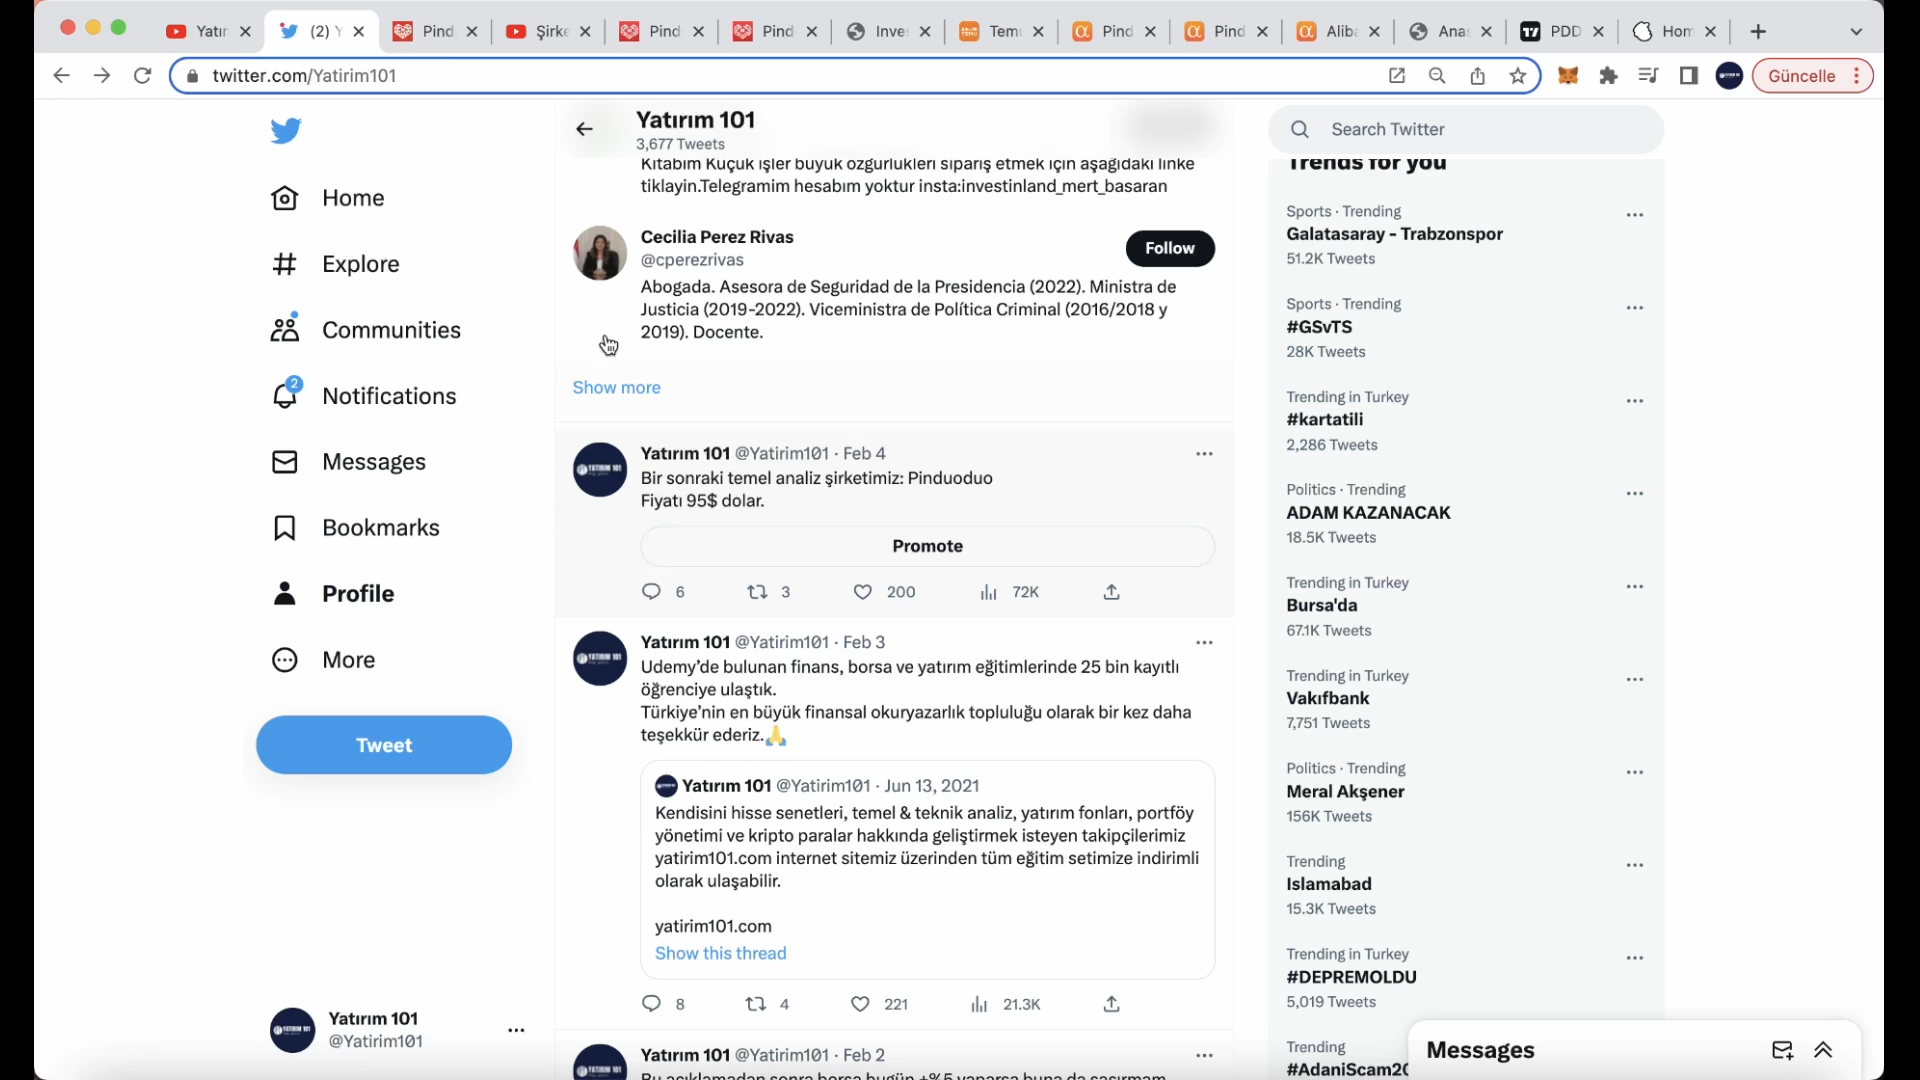 Yatır
(2) Y
Pind
Şirke
Pind
Pind
Inve
Tem
Pind
Pind
Alib
Ana
PDD
Hom
twitter.com/Yatirim101
Güncelle
Home
Explore
Communities
2
Notifications
Messages
Bookmarks
Profile
More
Tweet
Yatırım 101
@Yatirim101
Yatırım 101
3,677 Tweets
Kitabım Küçük işler büyük özgürlükleri sipariş etmek için aşağıdaki linke
tiklayin.Telegramim hesabım yoktur insta:investinland_mert_basaran
Cecilia Perez Rivas
@cperezrivas
Follow
Abogada. Asesora de Seguridad de la Presidencia (2022). Ministra de
Justicia (2019-2022). Viceministra de Política Criminal (2016/2018 y
2019). Docente.
Show more
Yatırım 101 @Yatirim101 · Feb 4
Bir sonraki temel analiz şirketimiz: Pinduoduo
Fiyatı 95$ dolar.
Promote
6 3 200 72K
Yatırım 101 @Yatirim101 · Feb 3
Udemy’de bulunan finans, borsa ve yatırım eğitimlerinde 25 bin kayıtlı
öğrenciye ulaştık.
Türkiye’nin en büyük finansal okuryazarlık topluluğu olarak bir kez daha
teşekkür ederiz.🙏
Yatırım 101 @Yatirim101 · Jun 13, 2021
Kendisini hisse senetleri, temel & teknik analiz, yatırım fonları, portföy
yönetimi ve kripto paralar hakkında geliştirmek isteyen takipçilerimiz
yatirim101.com internet sitemiz üzerinden tüm eğitim setimize indirimli
olarak ulaşabilir.
yatirim101.com
Show this thread
8 4 221 21.3K
Yatırım 101 @Yatirim101 · Feb 2
Bu açıklamadan sonra borsa bugün +%5 yaparsa buna da şaşırmam
Search Twitter
Trends for you
Sports · Trending
Galatasaray - Trabzonspor
51.2K Tweets
Sports · Trending
#GSvTS
28K Tweets
Trending in Turkey
#kartatili
2,286 Tweets
Politics · Trending
ADAM KAZANACAK
18.5K Tweets
Trending in Turkey
Bursa'da
67.1K Tweets
Trending in Turkey
Vakıfbank
7,751 Tweets
Politics · Trending
Meral Akşener
156K Tweets
Trending
Islamabad
15.3K Tweets
Trending in Turkey
#DEPREMOLDU
5,019 Tweets
Trending
#AdaniScam20
Messages